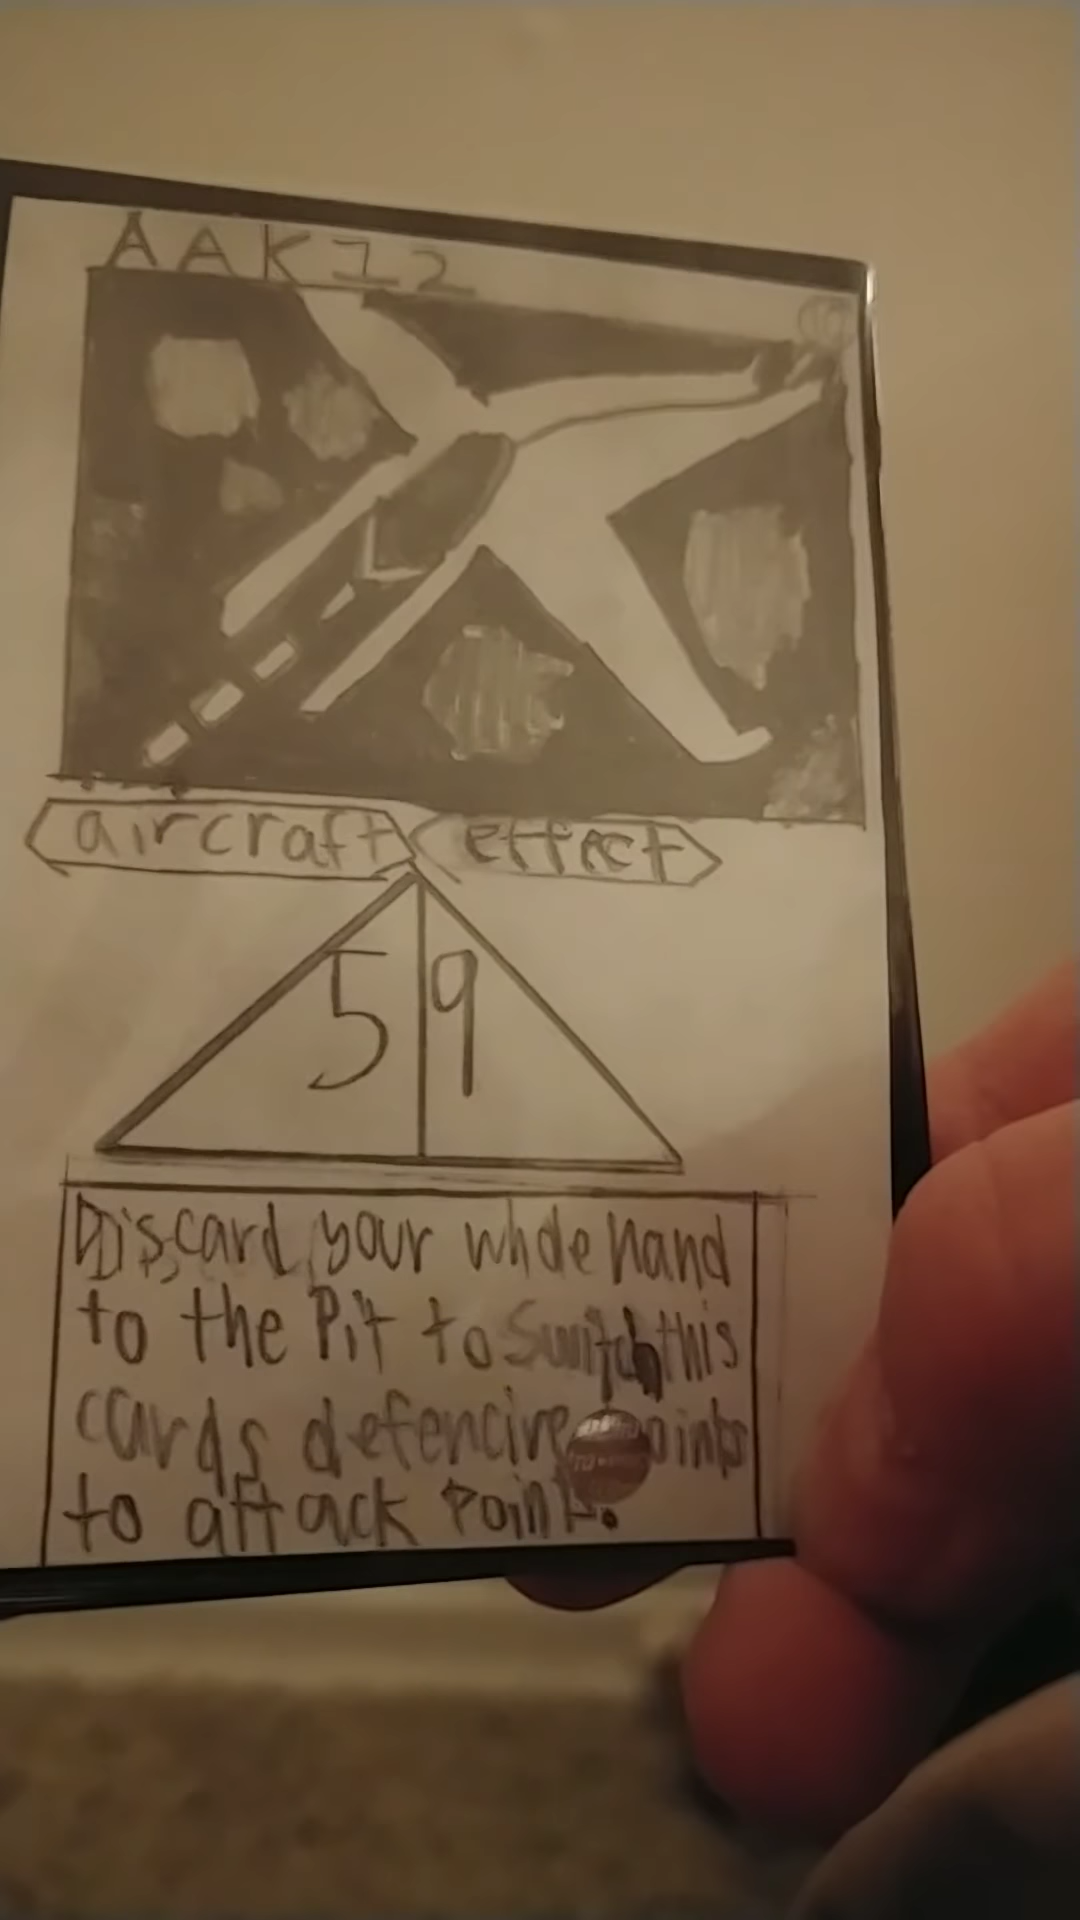 AAK12
aircraft effect
5 9
Discard your whole hand
to the Pit to Switch this
cards defencive points
to attack Point.